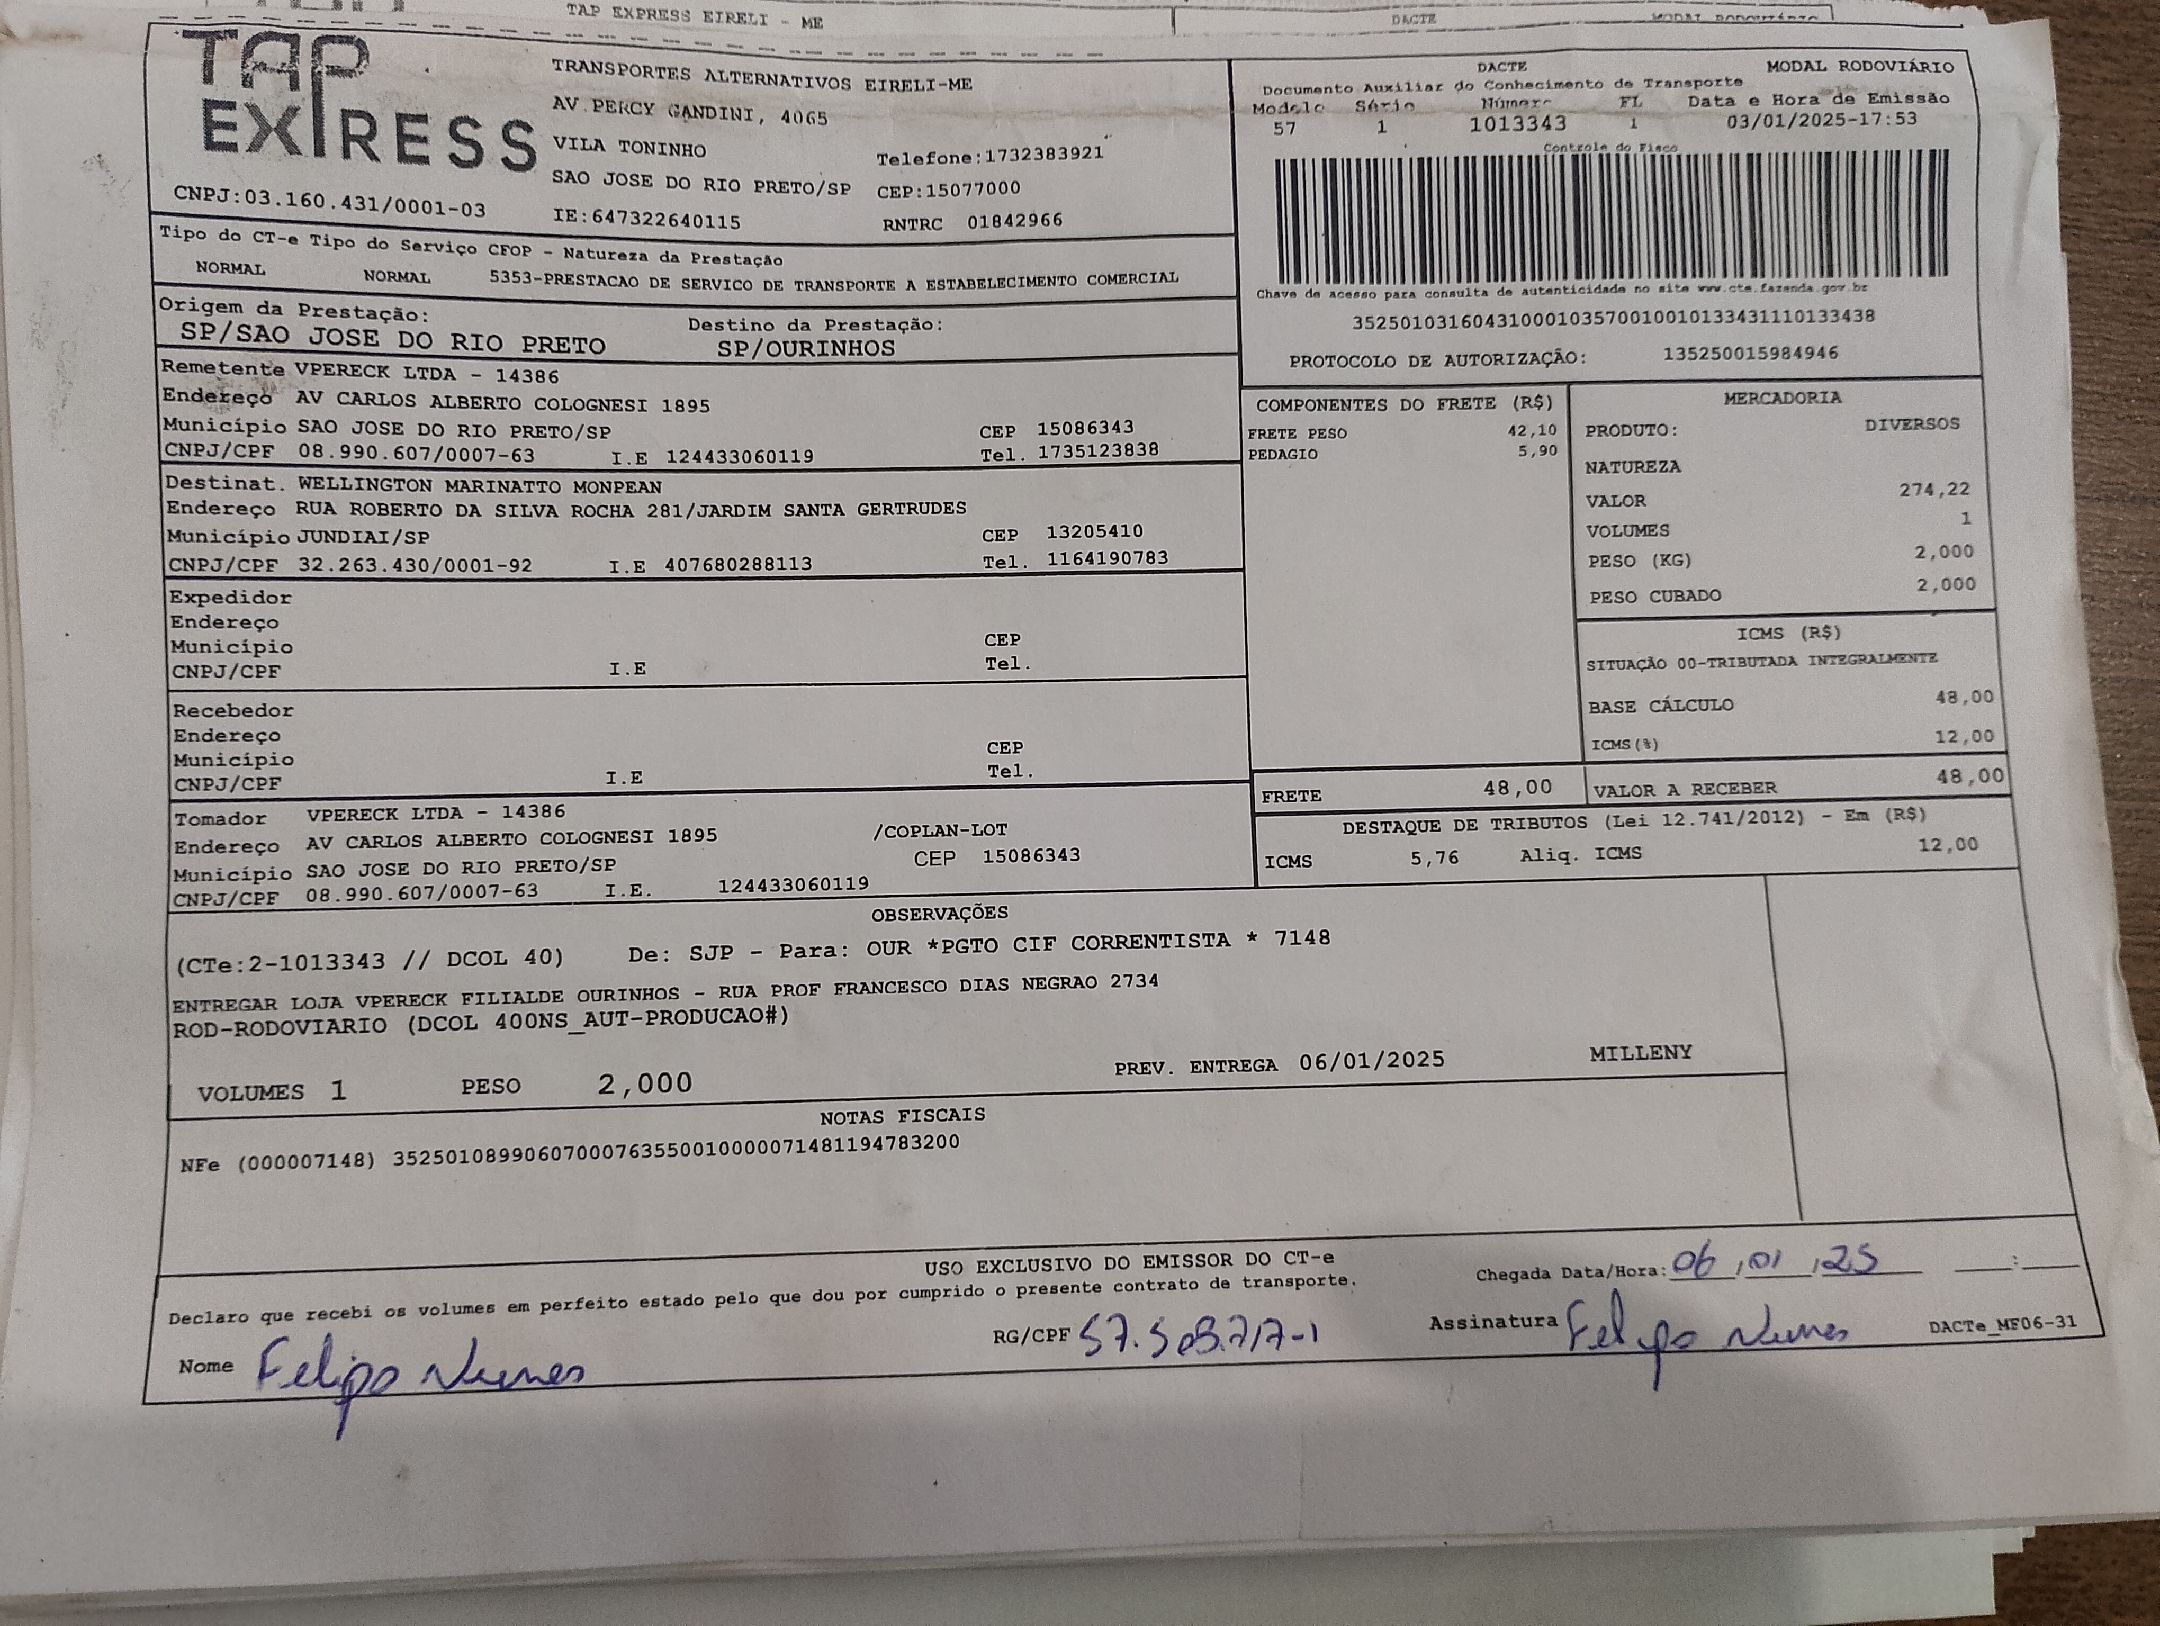 TAP EXPRESS EIRELI - ME
DACTE
MODAL RODOVIÁRIO
TAP
EXPRESS
CNPJ:03.160.431/0001-03
TRANSPORTES ALTERNATIVOS EIRELI-ME
AV PERCY GANDINI, 4065
VILA TONINHO
Telefone:1732383921
SAO JOSE DO RIO PRETO/SP CEP:15077000
IE:647322640115 RNTRC 01842966
DACTE MODAL RODOVIÁRIO
Documento Auxiliar do Conhecimento de Transporte
Modelo Série Número FL Data e Hora de Emissão
57 1 1013343 1 03/01/2025-17:53
Controle do Fisco
Chave de acesso para consulta de autenticidade no site www.cte.fazenda.gov.br
35250103160431000103570010010133431110133438
PROTOCOLO DE AUTORIZAÇÃO: 135250015984946
Tipo do CT-e Tipo do Serviço CFOP - Natureza da Prestação
NORMAL NORMAL 5353-PRESTACAO DE SERVICO DE TRANSPORTE A ESTABELECIMENTO COMERCIAL
Origem da Prestação: Destino da Prestação:
SP/SAO JOSE DO RIO PRETO SP/OURINHOS
Remetente VPERECK LTDA - 14386
Endereço AV CARLOS ALBERTO COLOGNESI 1895
Município SAO JOSE DO RIO PRETO/SP CEP 15086343
CNPJ/CPF 08.990.607/0007-63 I.E 124433060119 Tel. 1735123838
Destinat. WELLINGTON MARINATTO MONPEAN
Endereço RUA ROBERTO DA SILVA ROCHA 281/JARDIM SANTA GERTRUDES
Município JUNDIAI/SP CEP 13205410
CNPJ/CPF 32.263.430/0001-92 I.E 407680288113 Tel. 1164190783
Expedidor
Endereço
Município CEP
CNPJ/CPF I.E Tel.
Recebedor
Endereço
Município CEP
CNPJ/CPF I.E Tel.
Tomador VPERECK LTDA - 14386
Endereço AV CARLOS ALBERTO COLOGNESI 1895 /COPLAN-LOT
Município SAO JOSE DO RIO PRETO/SP CEP 15086343
CNPJ/CPF 08.990.607/0007-63 I.E. 124433060119
COMPONENTES DO FRETE (R$)
FRETE PESO 42,10
PEDAGIO 5,90
MERCADORIA
PRODUTO: DIVERSOS
NATUREZA
VALOR 274,22
VOLUMES 1
PESO (KG) 2,000
PESO CUBADO 2,000
ICMS (R$)
SITUAÇÃO 00-TRIBUTADA INTEGRALMENTE
BASE CÁLCULO 48,00
ICMS(%) 12,00
FRETE 48,00 VALOR A RECEBER 48,00
DESTAQUE DE TRIBUTOS (Lei 12.741/2012) - Em (R$)
ICMS 5,76 Aliq. ICMS 12,00
OBSERVAÇÕES
(CTe:2-1013343 // DCOL 40) De: SJP - Para: OUR *PGTO CIF CORRENTISTA * 7148
ENTREGAR LOJA VPERECK FILIALDE OURINHOS - RUA PROF FRANCESCO DIAS NEGRAO 2734
ROD-RODOVIARIO (DCOL 400NS_AUT-PRODUCAO#)
VOLUMES 1 PESO 2,000 PREV. ENTREGA 06/01/2025 MILLENY
NOTAS FISCAIS
NFe (000007148) 35250108990607000763550010000071481194783200
USO EXCLUSIVO DO EMISSOR DO CT-e
Declaro que recebi os volumes em perfeito estado pelo que dou por cumprido o presente contrato de transporte.
Chegada Data/Hora: 06/01/25 :
Nome Felipe Nunes RG/CPF 57.503.717-1 Assinatura Felipe Nunes DACTe_MF06-31